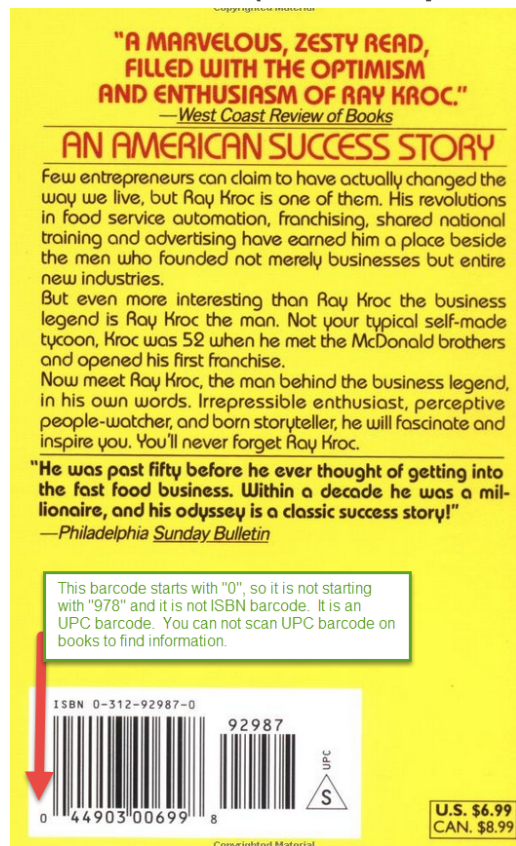 Copyrighted Material
"A MARVELOUS, ZESTY READ,
FILLED WITH THE OPTIMISM
AND ENTHUSIASM OF RAY KROC."
—West Coast Review of Books
AN AMERICAN SUCCESS STORY
Few entrepreneurs can claim to have actually changed the
way we live, but Ray Kroc is one of them. His revolutions
in food service automation, franchising, shared national
training and advertising have earned him a place beside
the men who founded not merely businesses but entire
new industries.
But even more interesting than Ray Kroc the business
legend is Ray Kroc the man. Not your typical self-made
tycoon, Kroc was 52 when he met the McDonald brothers
and opened his first franchise.
Now meet Ray Kroc, the man behind the business legend,
in his own words. Irrepressible enthusiast, perceptive
people-watcher, and born storyteller, he will fascinate and
inspire you. You'll never forget Ray Kroc.
"He was past fifty before he ever thought of getting into
the fast food business. Within a decade he was a mil-
lionaire, and his odyssey is a classic success story!"
—Philadelphia Sunday Bulletin
This barcode starts with "0", so it is not starting
with "978" and it is not ISBN barcode. It is an
UPC barcode. You can not scan UPC barcode on
books to find information.
ISBN 0-312-92987-0
92987
UPC
S
0 44903 00699 8
U.S. $6.99
CAN. $8.99
Copyrighted Material